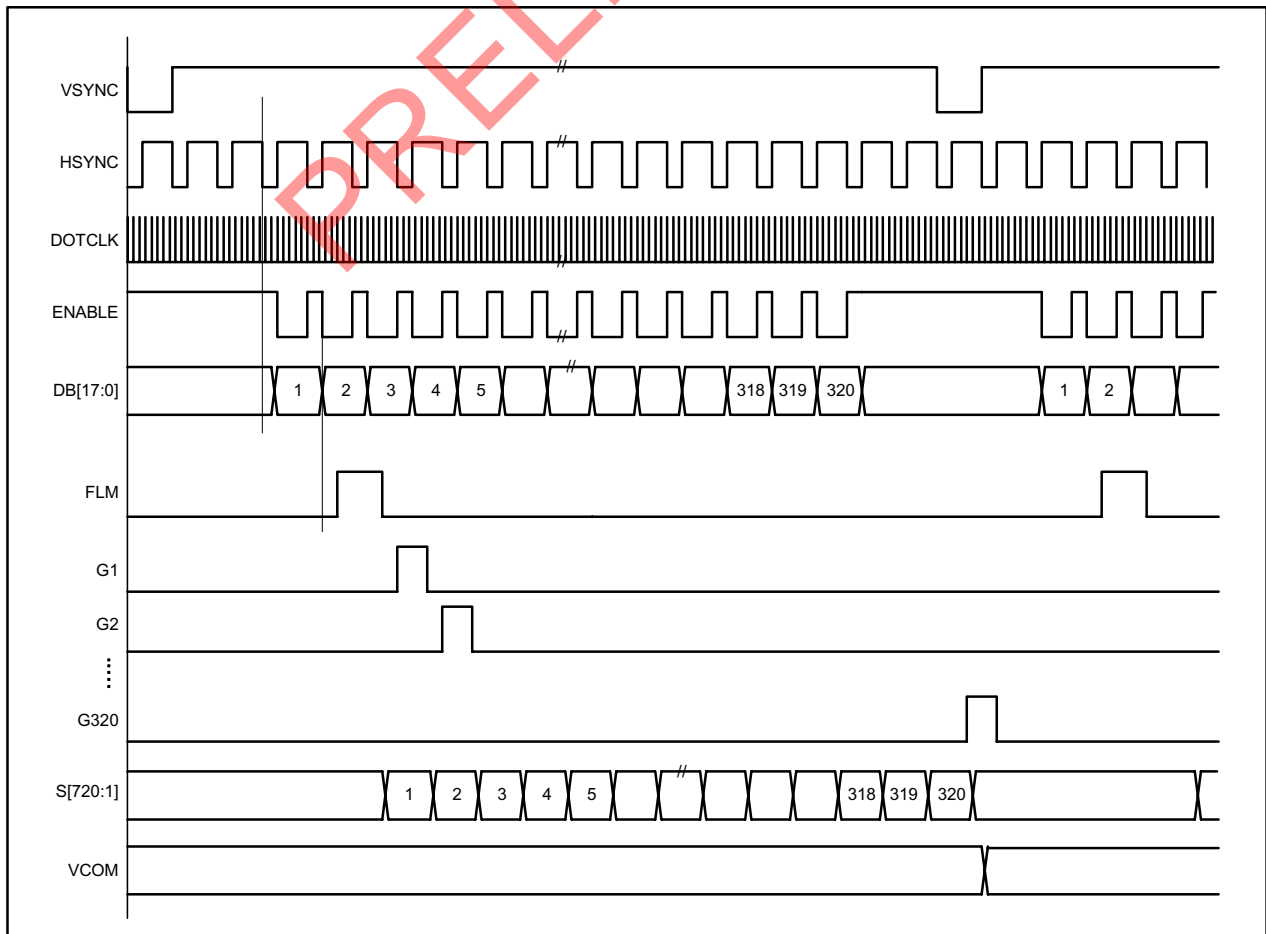 PREL
VSYNC
HSYNC
DOTCLK
ENABLE
DB[17:0] 1 2 3 4 5 318 319 320 1 2
FLM
G1
G2
G320
S[720:1] 1 2 3 4 5 318 319 320
VCOM